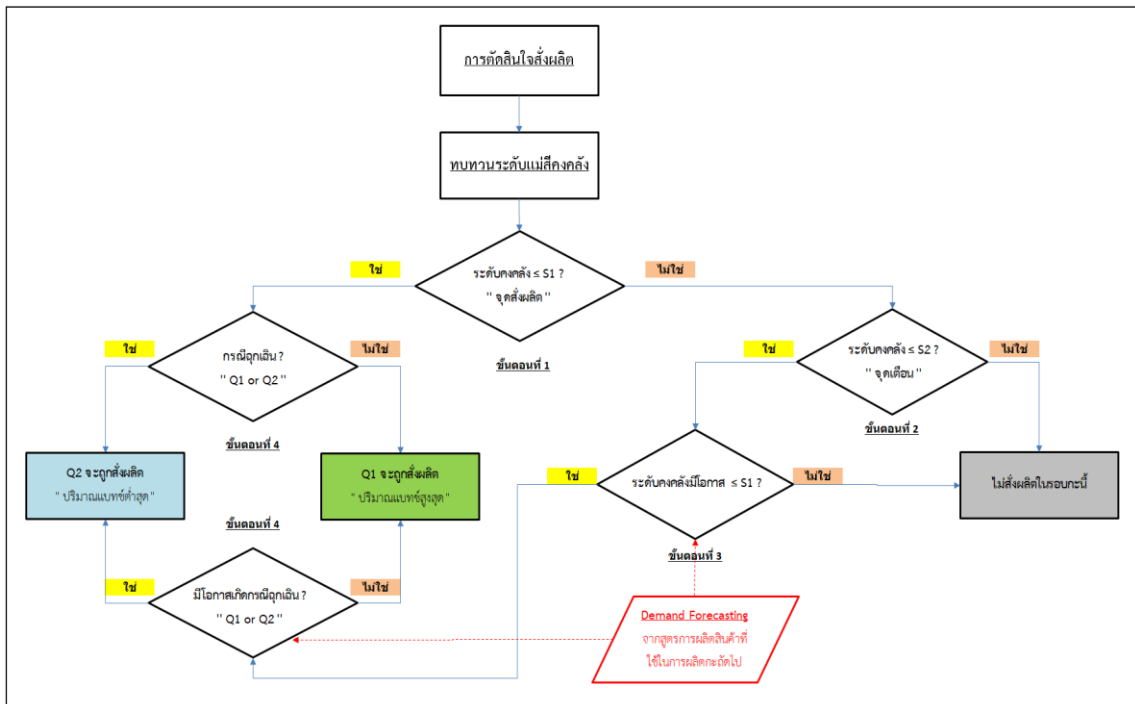 การตัดสินใจสั่งผลิต
ทบทวนระดับแม่สีคงคลัง
ใช่
ระดับคงคลัง ≤ S1 ?
" จุดสั่งผลิต "
ไม่ใช่
ขั้นตอนที่ 1
ใช่
กรณีฉุกเฉิน ?
" Q1 or Q2 "
ไม่ใช่
ขั้นตอนที่ 4
ใช่
ระดับคงคลัง ≤ S2 ?
" จุดเตือน "
ไม่ใช่
ขั้นตอนที่ 2
Q2 จะถูกสั่งผลิต
" ปริมาณแบทช์ต่ำสุด "
Q1 จะถูกสั่งผลิต
" ปริมาณแบทช์สูงสุด "
ใช่
ระดับคงคลังมีโอกาส ≤ S1 ?
ไม่ใช่
ขั้นตอนที่ 3
ไม่สั่งผลิตในรอบกะนี้
ขั้นตอนที่ 4
ใช่
มีโอกาสเกิดกรณีฉุกเฉิน ?
" Q1 or Q2 "
ไม่ใช่
Demand Forecasting
จากสูตรการผลิตสินค้าที่
ใช้ในการผลิตกะถัดไป